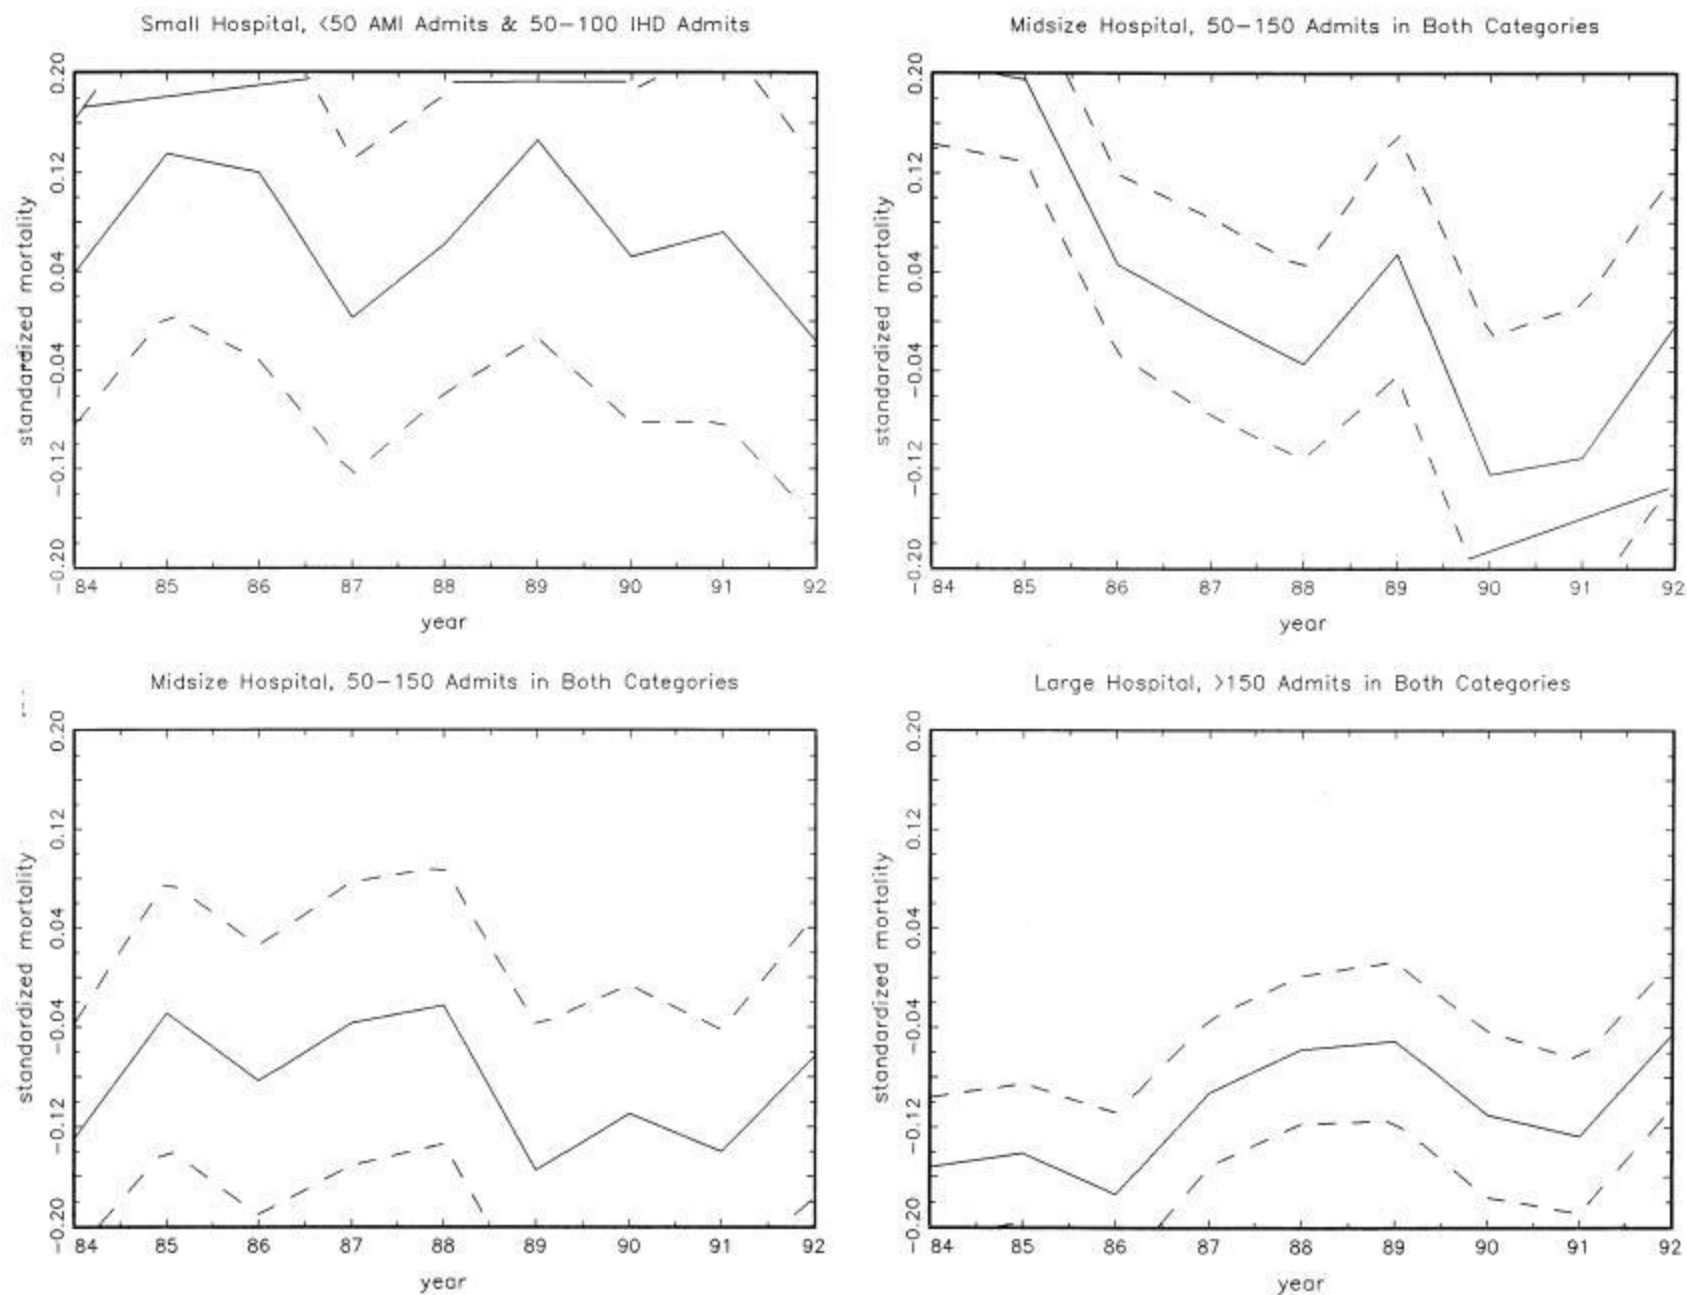 Small Hospital, <50 AMI Admits & 50-100 IHD Admits
standardized mortality
0.20
0.12
0.04
-0.04
-0.12
-0.20
84 85 86 87 88 89 90 91 92
year
Midsize Hospital, 50-150 Admits in Both Categories
standardized mortality
0.20
0.12
0.04
-0.04
-0.12
-0.20
84 85 86 87 88 89 90 91 92
year
Midsize Hospital, 50-150 Admits in Both Categories
standardized mortality
0.20
0.12
0.04
-0.04
-0.12
-0.20
84 85 86 87 88 89 90 91 92
year
Large Hospital, >150 Admits in Both Categories
standardized mortality
0.20
0.12
0.04
-0.04
-0.12
-0.20
84 85 86 87 88 89 90 91 92
year